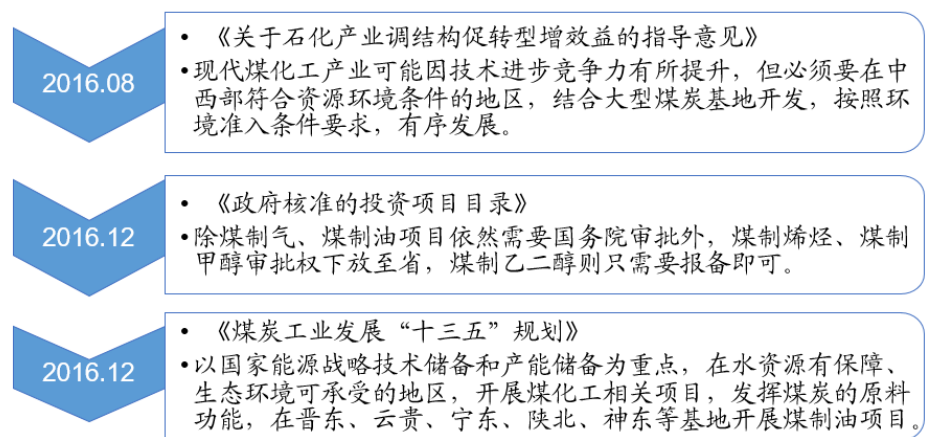 2016.08
• 《关于石化产业调结构促转型增效益的指导意见》
•现代煤化工产业可能因技术进步竞争力有所提升，但必须要在中
西部符合资源环境条件的地区，结合大型煤炭基地开发，按照环
境准入条件要求，有序发展。
2016.12
• 《政府核准的投资项目目录》
•除煤制气、煤制油项目依然需要国务院审批外，煤制烯烃、煤制
甲醇审批权下放至省，煤制乙二醇则只需要报备即可。
2016.12
• 《煤炭工业发展“十三五”规划》
•以国家能源战略技术储备和产能储备为重点，在水资源有保障、
生态环境可承受的地区，开展煤化工相关项目，发挥煤炭的原料
功能，在晋东、云贵、宁东、陕北、神东等基地开展煤制油项目。